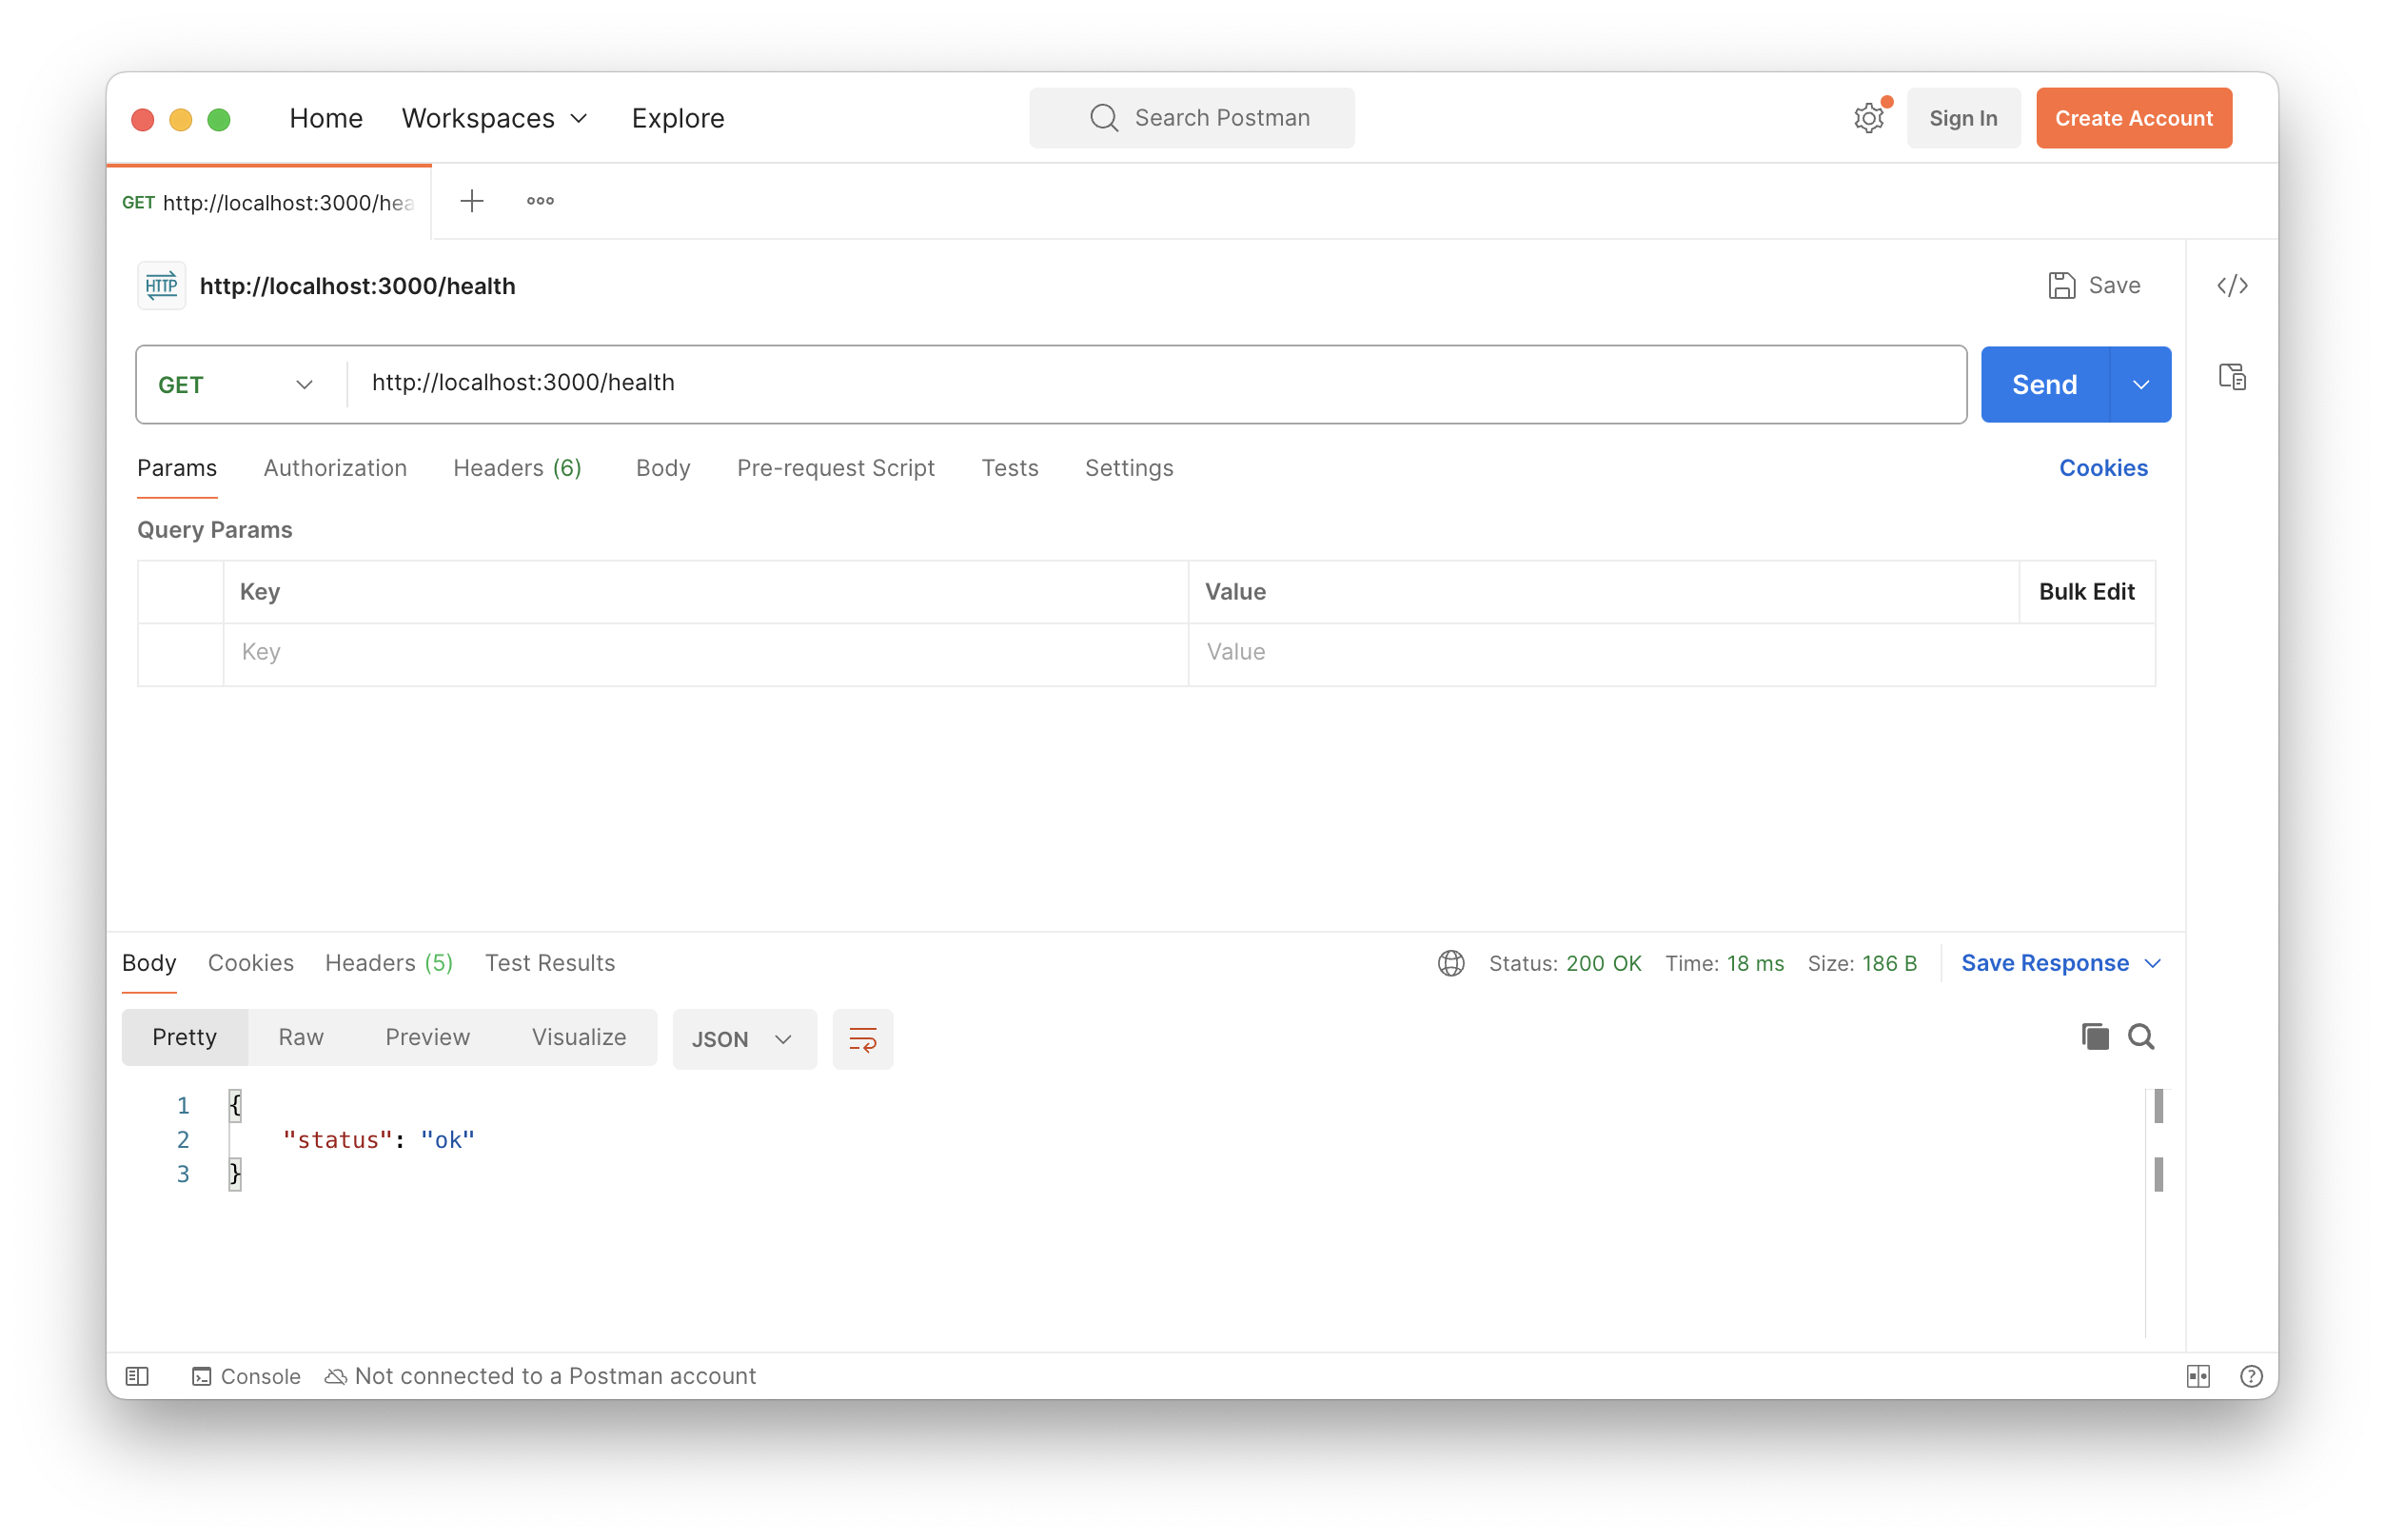 Home Workspaces Explore Search Postman Sign In Create Account
GET http://localhost:3000/hea
HTTP http://localhost:3000/health Save
GET http://localhost:3000/health Send
Params Authorization Headers (6) Body Pre-request Script Tests Settings Cookies
Query Params
Key Value Bulk Edit
Key Value
Body Cookies Headers (5) Test Results Status: 200 OK Time: 18 ms Size: 186 B Save Response
Pretty Raw Preview Visualize JSON
1 {
2 "status": "ok"
3 }
Console Not connected to a Postman account